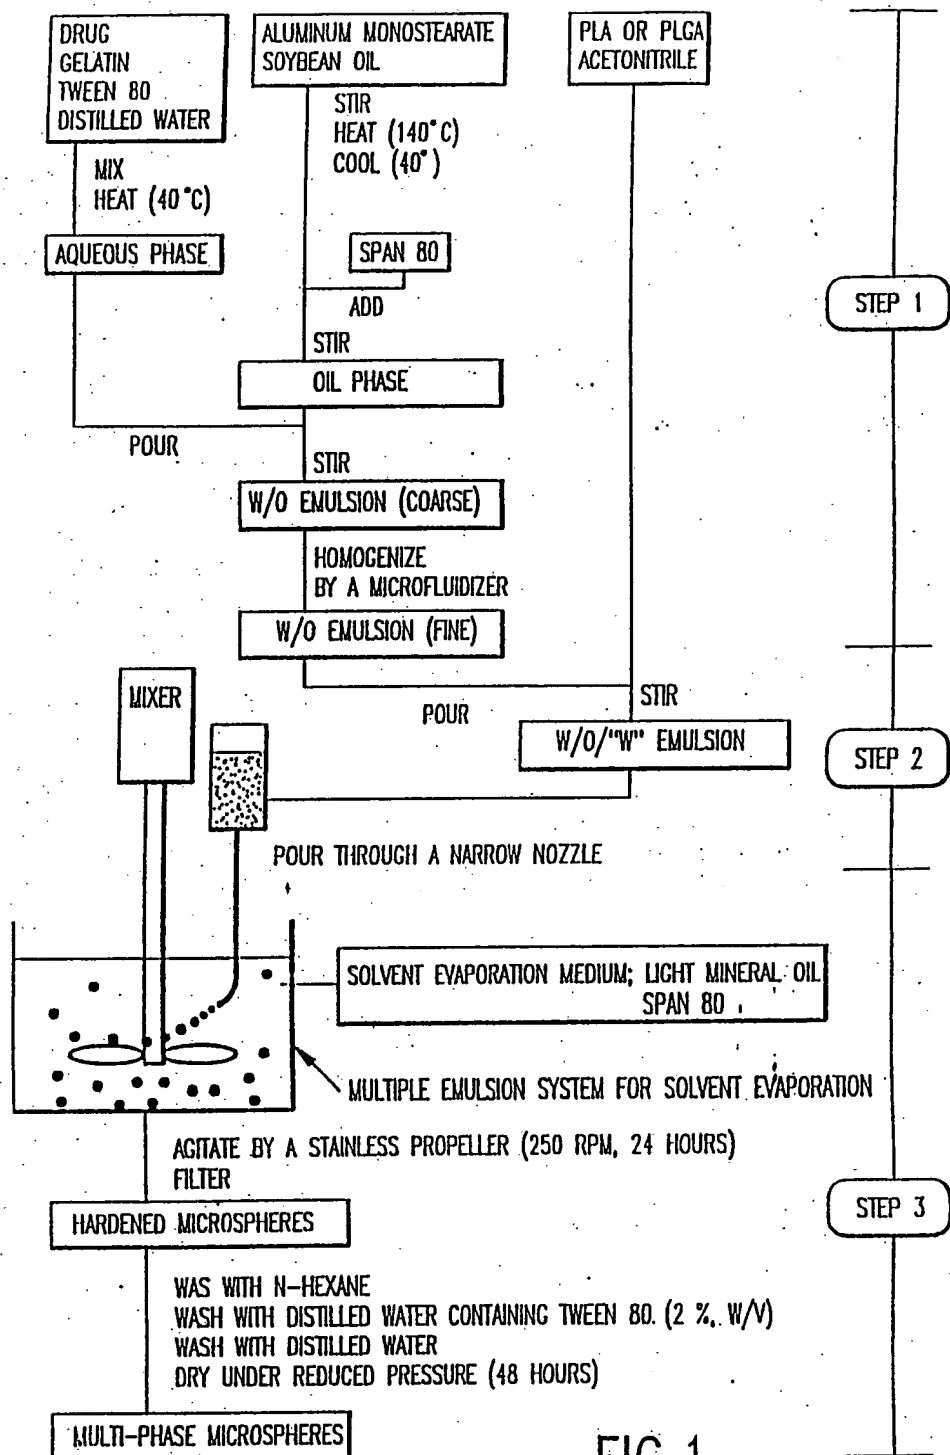 DRUG
GELATIN
TWEEN 80
DISTILLED WATER
ALUMINUM MONOSTEARATE
SOYBEAN OIL
PLA OR PLGA
ACETONITRILE
STIR
HEAT (140°C)
COOL (40°)
MIX
HEAT (40°C)
AQUEOUS PHASE
SPAN 80
ADD
STEP 1
STIR
OIL PHASE
POUR
STIR
W/O EMULSION (COARSE)
HOMOGENIZE
BY A MICROFLUIDIZER
W/O EMULSION (FINE)
MIXER
POUR
STIR
W/O/"W" EMULSION
STEP 2
POUR THROUGH A NARROW NOZZLE
SOLVENT EVAPORATION MEDIUM; LIGHT MINERAL OIL
SPAN 80
MULTIPLE EMULSION SYSTEM FOR SOLVENT EVAPORATION
AGITATE BY A STAINLESS PROPELLER (250 RPM, 24 HOURS)
FILTER
HARDENED MICROSPHERES
STEP 3
WAS WITH N-HEXANE
WASH WITH DISTILLED WATER CONTAINING TWEEN 80. (2 %, W/V)
WASH WITH DISTILLED WATER
DRY UNDER REDUCED PRESSURE (48 HOURS)
MULTI-PHASE MICROSPHERES
FIG. 1